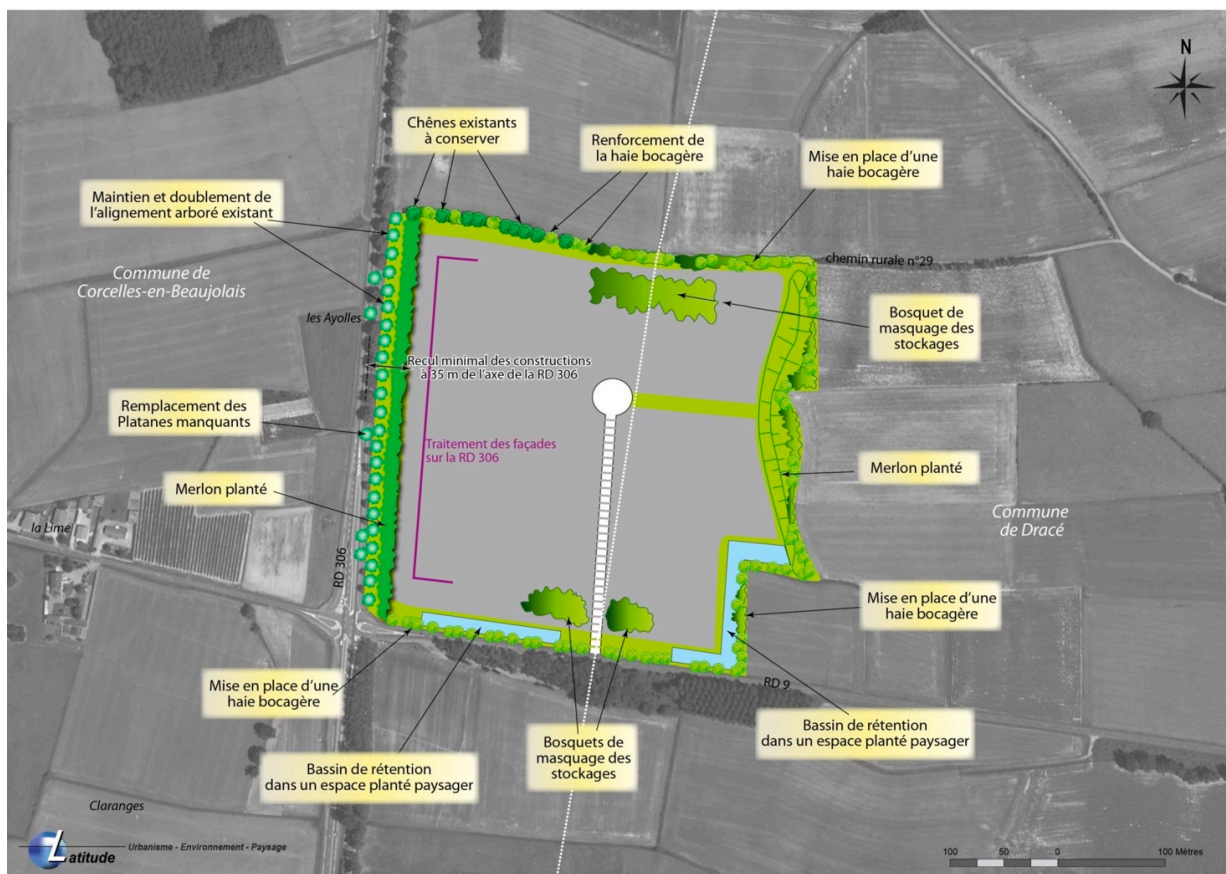 N
Chênes existants
à conserver
Renforcement de
la haie bocagère
Mise en place d'une
haie bocagère
Maintien et doublement de
l'alignement arboré existant
Commune de
Corcelles-en-Beaujolais
chemin rurale n°29
les Ayolles
Bosquet de
masquage des
stockages
Recul minimal des constructions
à 35 m de l'axe de la RD 306
Remplacement des
Platanes manquants
Traitement des façades
sur la RD 306
Merlon planté
Merlon planté
Commune
de Dracé
la Lime
RD 306
Mise en place d'une
haie bocagère
Mise en place d'une
haie bocagère
RD 9
Bassin de rétention
dans un espace planté paysager
Bosquets de
masquage des
stockages
Bassin de rétention
dans un espace planté paysager
Claranges
Latitude
Urbanisme - Environnement - Paysage
100 50 0 100 Mètres